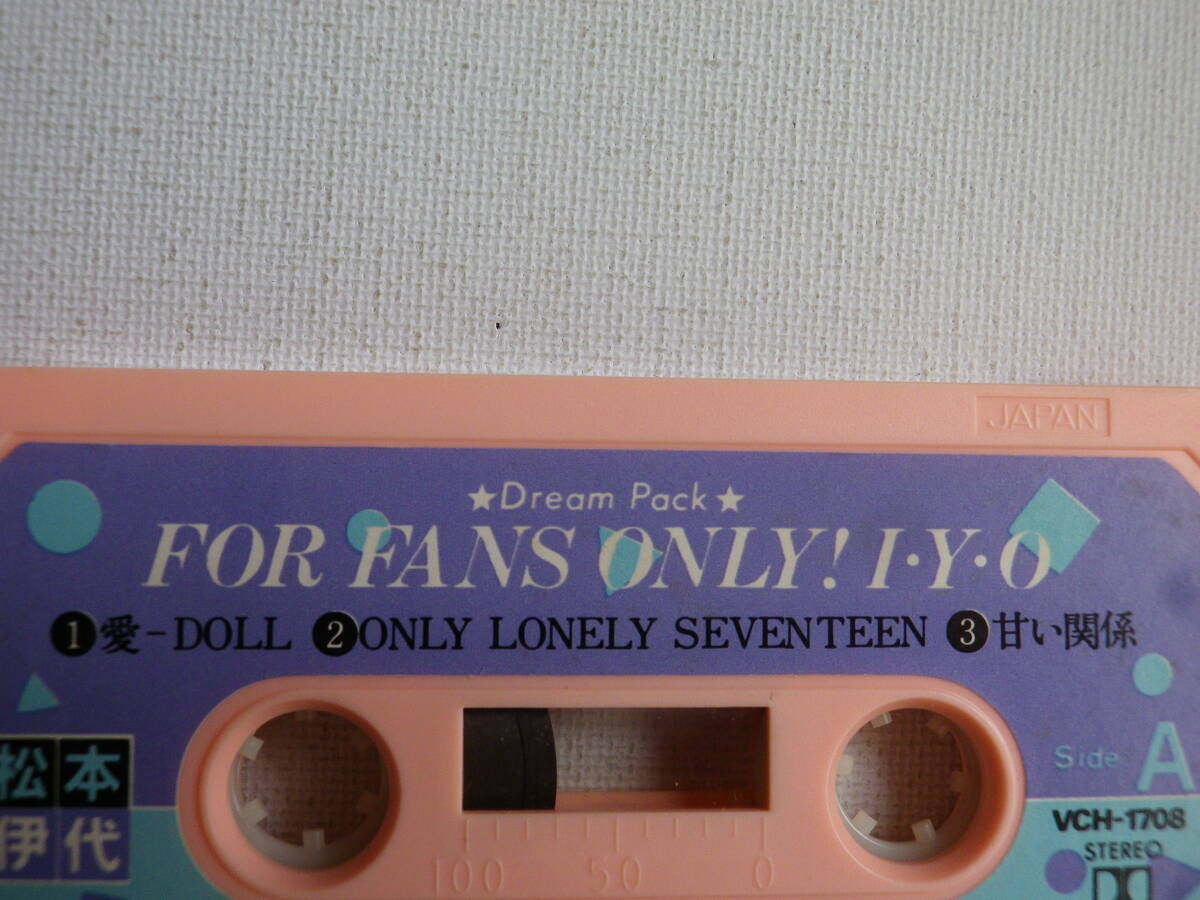 JAPAN
★Dream Pack★
FOR FANS ONLY! I・Y・O
❶愛-DOLL ❷ONLY LONELY SEVENTEEN ❸甘い関係
松本
伊代
Side A
VCH-1708
STEREO
100 50 0